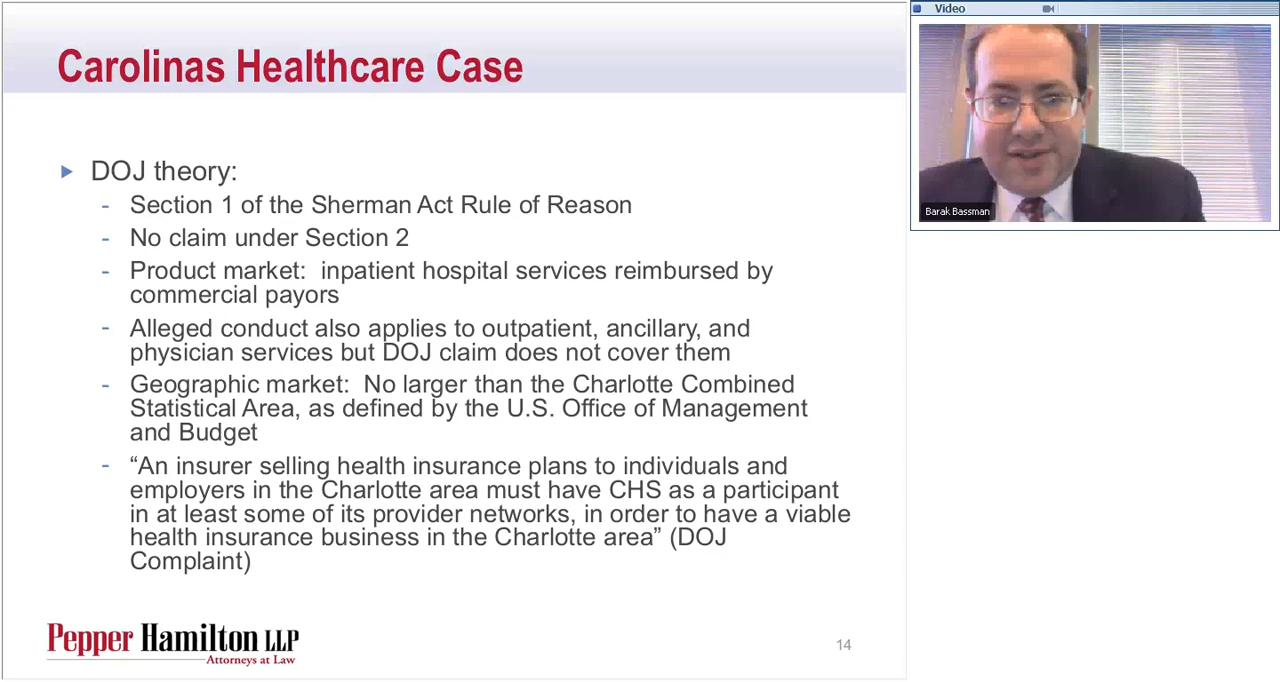 Carolinas Healthcare Case
DOJ theory:
- Section 1 of the Sherman Act Rule of Reason
- No claim under Section 2
- Product market: inpatient hospital services reimbursed by
commercial payors
- Alleged conduct also applies to outpatient, ancillary, and
physician services but DOJ claim does not cover them
- Geographic market: No larger than the Charlotte Combined
Statistical Area, as defined by the U.S. Office of Management
and Budget
- “An insurer selling health insurance plans to individuals and
employers in the Charlotte area must have CHS as a participant
in at least some of its provider networks, in order to have a viable
health insurance business in the Charlotte area” (DOJ
Complaint)
Pepper Hamilton LLP
Attorneys at Law
14
Video
Barak Bassman